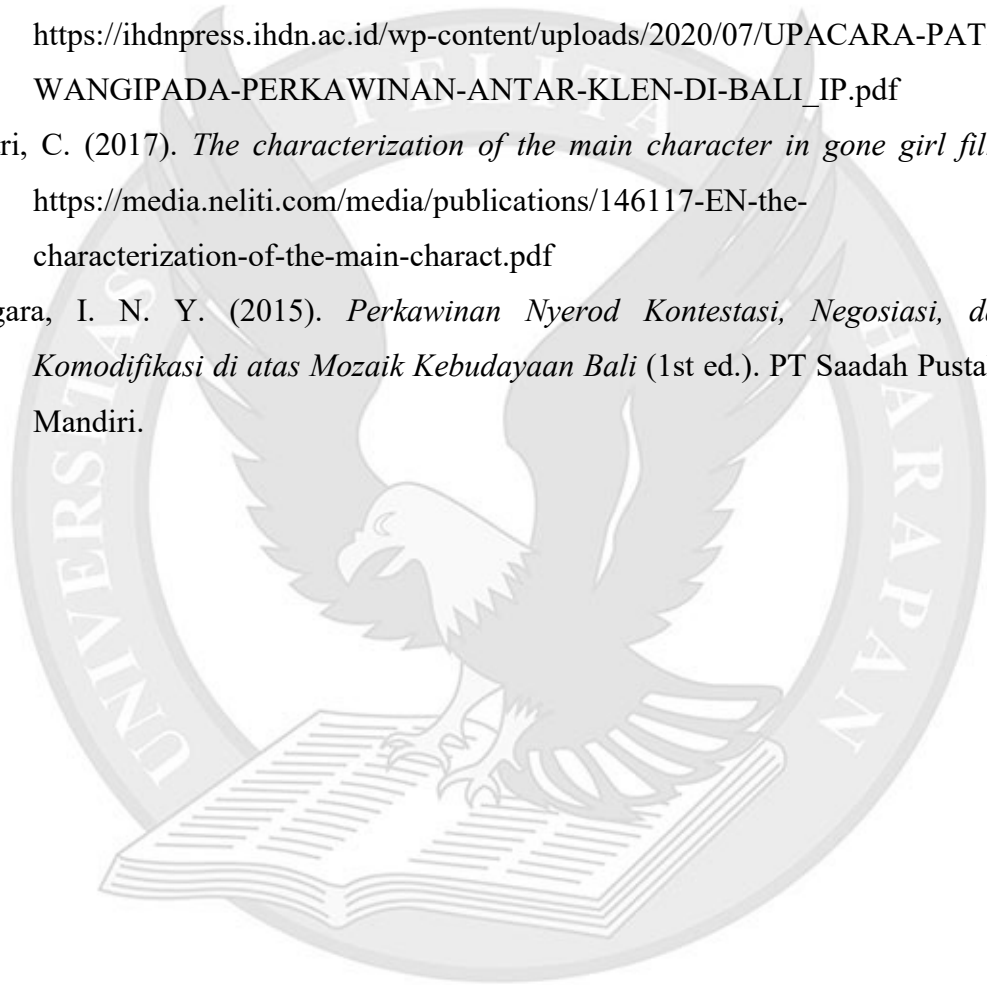 https://ihdnpress.ihdn.ac.id/wp-content/uploads/2020/07/UPACARA-PAT
WANGIPADA-PERKAWINAN-ANTAR-KLEN-DI-BALI_IP.pdf
ri, C. (2017). The characterization of the main character in gone girl fil
https://media.neliti.com/media/publications/146117-EN-the-
characterization-of-the-main-charact.pdf
gara, I. N. Y. (2015). Perkawinan Nyerod Kontestasi, Negosiasi, da
Komodifikasi di atas Mozaik Kebudayaan Bali (1st ed.). PT Saadah Pusta
Mandiri.
UNIVERSITAS PELITA HARAPAN